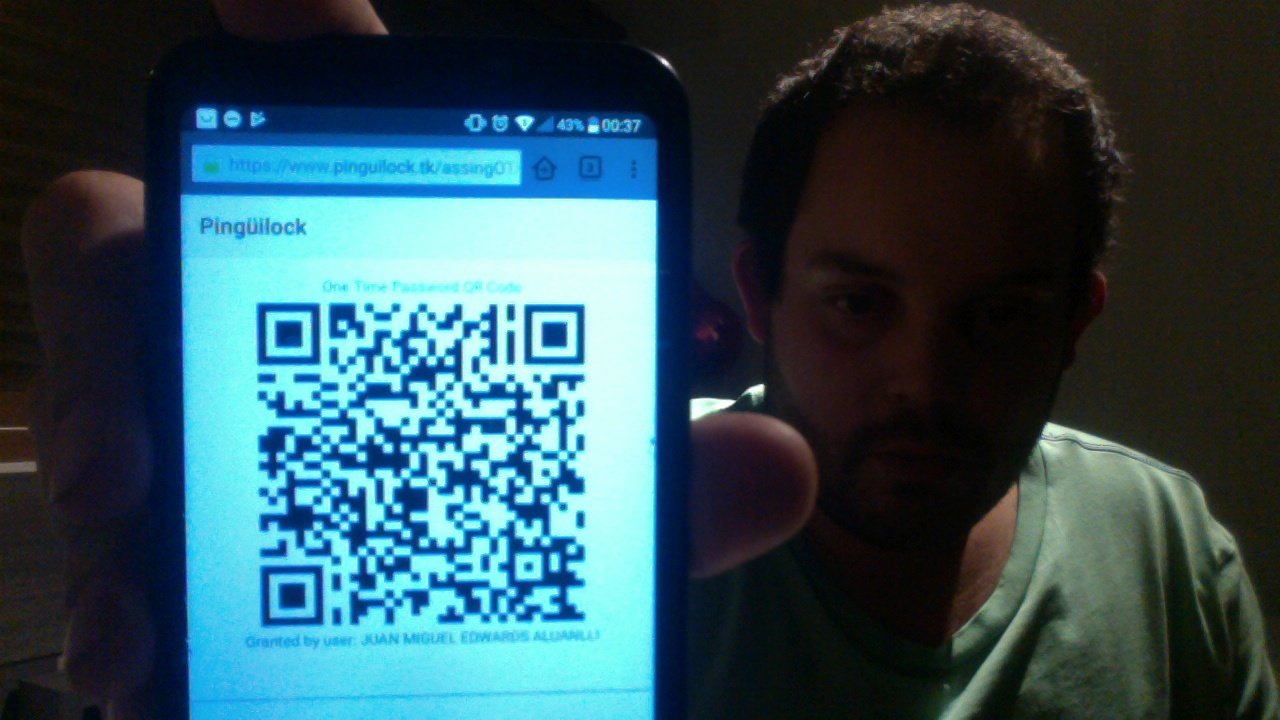 43% 00:37
https://www.pinguilock.tk/assing01
3
Pingüilock
One Time Password QR Code
Granted by user: JUAN MIGUEL EDWARDS